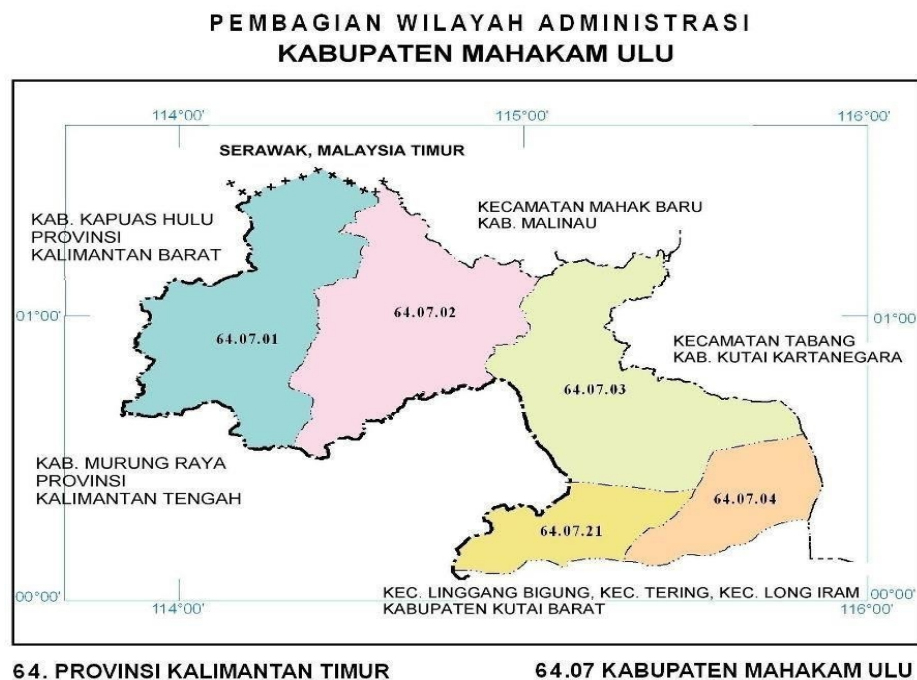 PEMBAGIAN WILAYAH ADMINISTRASI
KABUPATEN MAHAKAM ULU
114°00'
115°00'
116°00'
SERAWAK, MALAYSIA TIMUR
KAB. KAPUAS HULU
PROVINSI
KALIMANTAN BARAT
KECAMATAN MAHAK BARU
KAB. MALINAU
01°00'
01°00'
64.07.01
64.07.02
KECAMATAN TABANG
KAB. KUTAI KARTANEGARA
64.07.03
KAB. MURUNG RAYA
PROVINSI
KALIMANTAN TENGAH
64.07.04
64.07.21
KEC. LINGGANG BIGUNG, KEC. TERING, KEC. LONG IRAM
KABUPATEN KUTAI BARAT
00°00'
00°00'
114°00'
116°00'
64. PROVINSI KALIMANTAN TIMUR
64.07 KABUPATEN MAHAKAM ULU